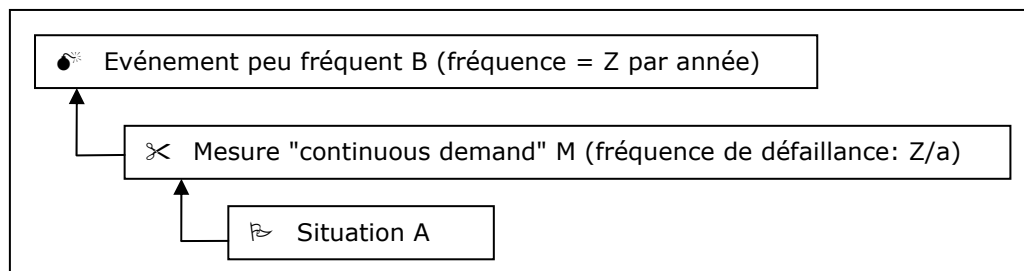 Evénement peu fréquent B (fréquence = Z par année)
Mesure "continuous demand" M (fréquence de défaillance: Z/a)
Situation A